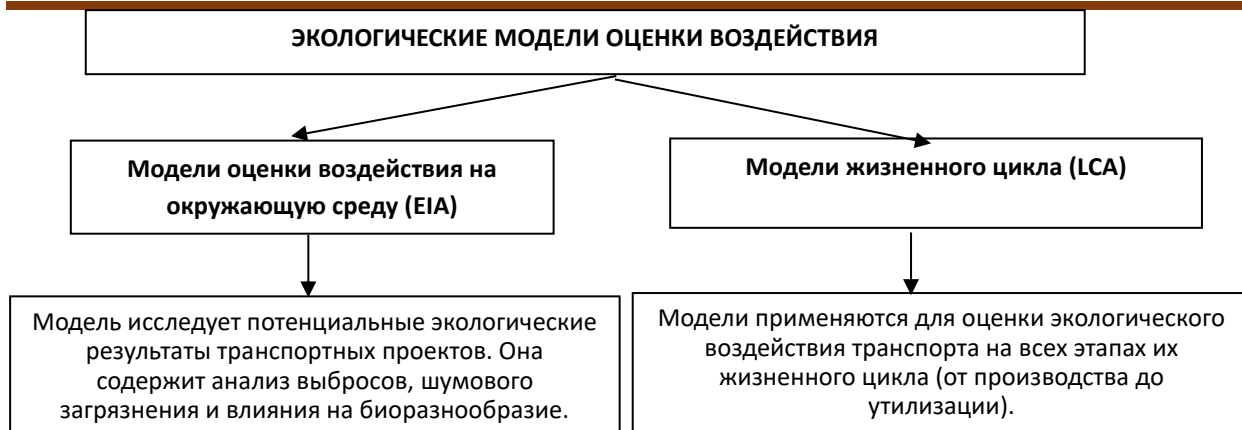 ЭКОЛОГИЧЕСКИЕ МОДЕЛИ ОЦЕНКИ ВОЗДЕЙСТВИЯ
Модели оценки воздействия на
окружающую среду (EIA)
Модели жизненного цикла (LCA)
Модель исследует потенциальные экологические
результаты транспортных проектов. Она
содержит анализ выбросов, шумового
загрязнения и влияния на биоразнообразие.
Модели применяются для оценки экологического
воздействия транспорта на всех этапах их
жизненного цикла (от производства до
утилизации).